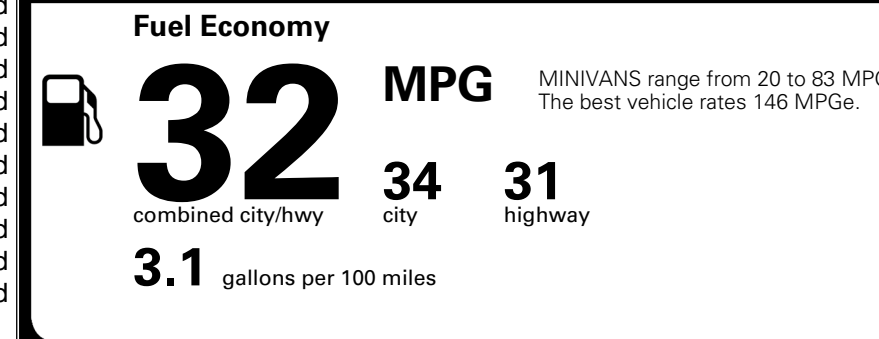 Fuel Economy
32 MPG
MINIVANS range from 20 to 83 MPG
The best vehicle rates 146 MPGe.
34 31
combined city/hwy city highway
3.1 gallons per 100 miles
d
d
d
d
d
d
d
d
d
d